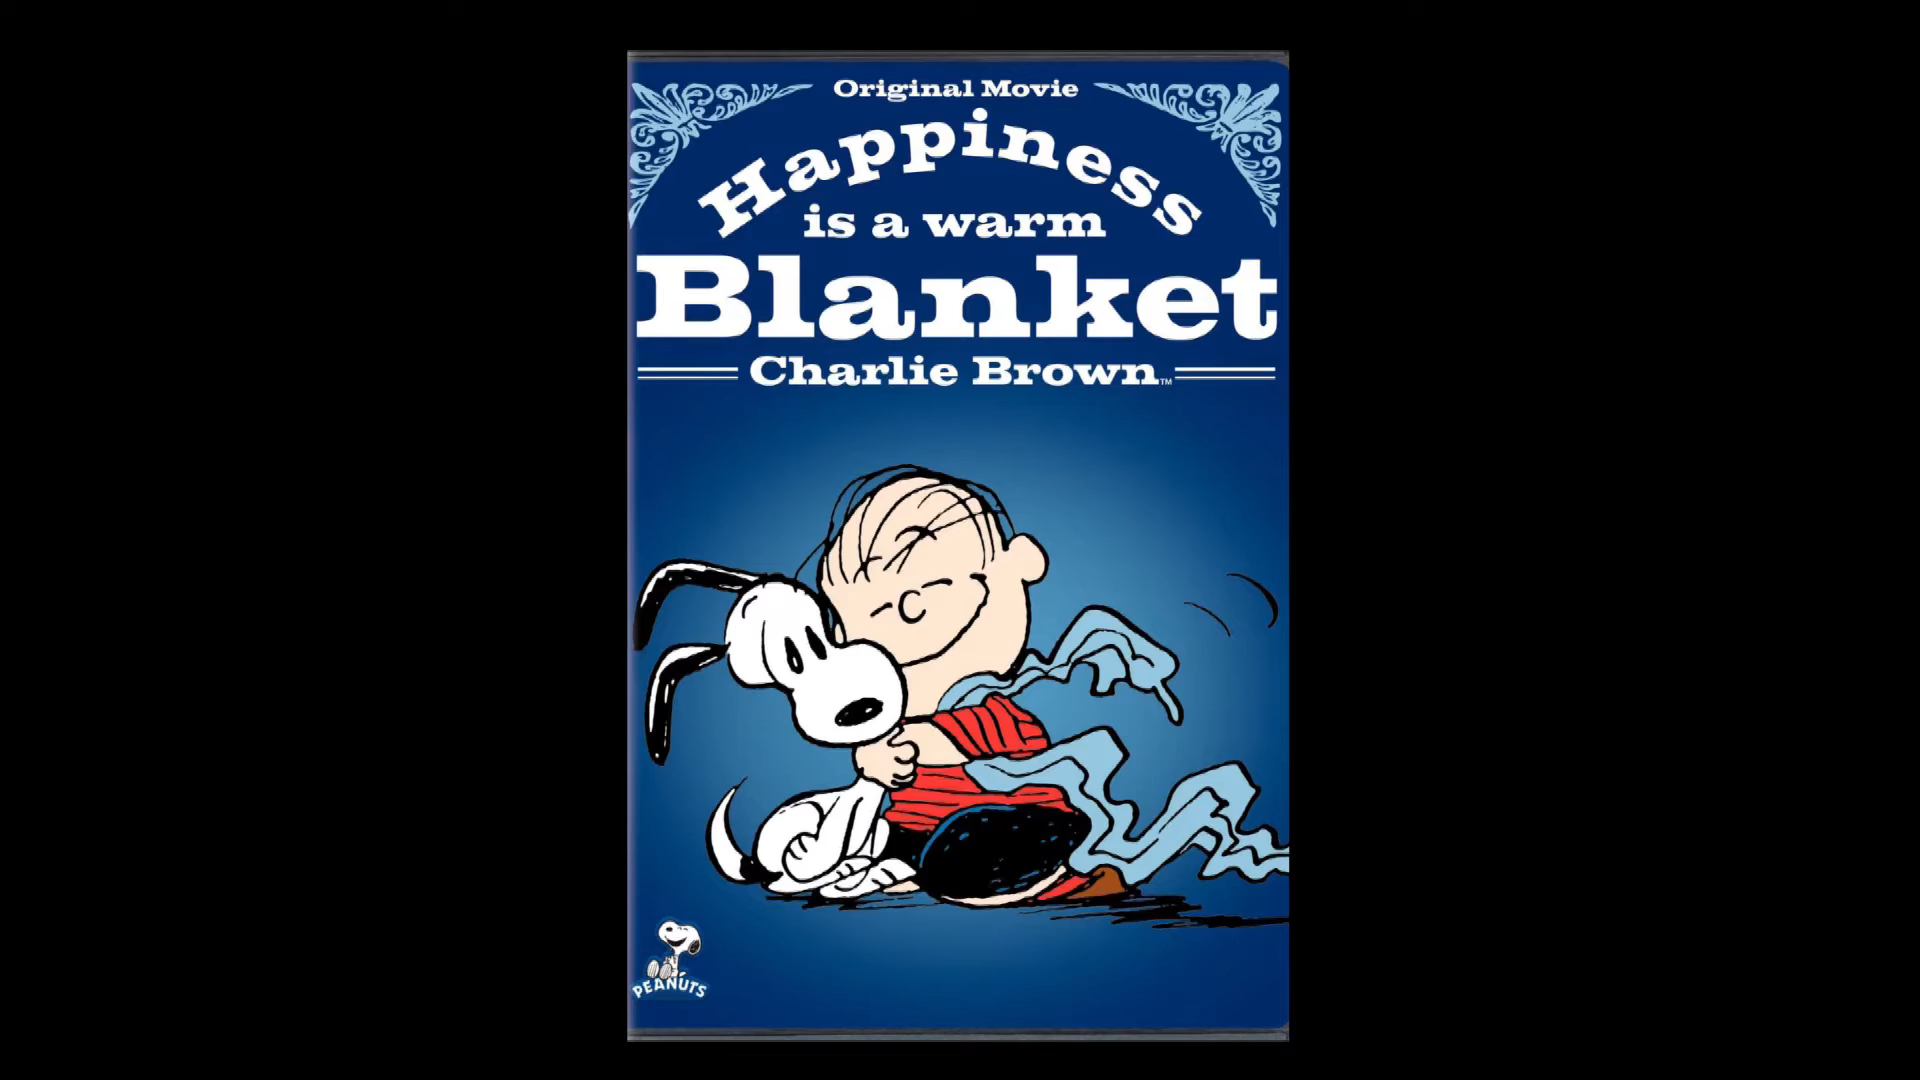 Original Movie
Happiness
is a warm
Blanket
Charlie Brown™
PEANUTS